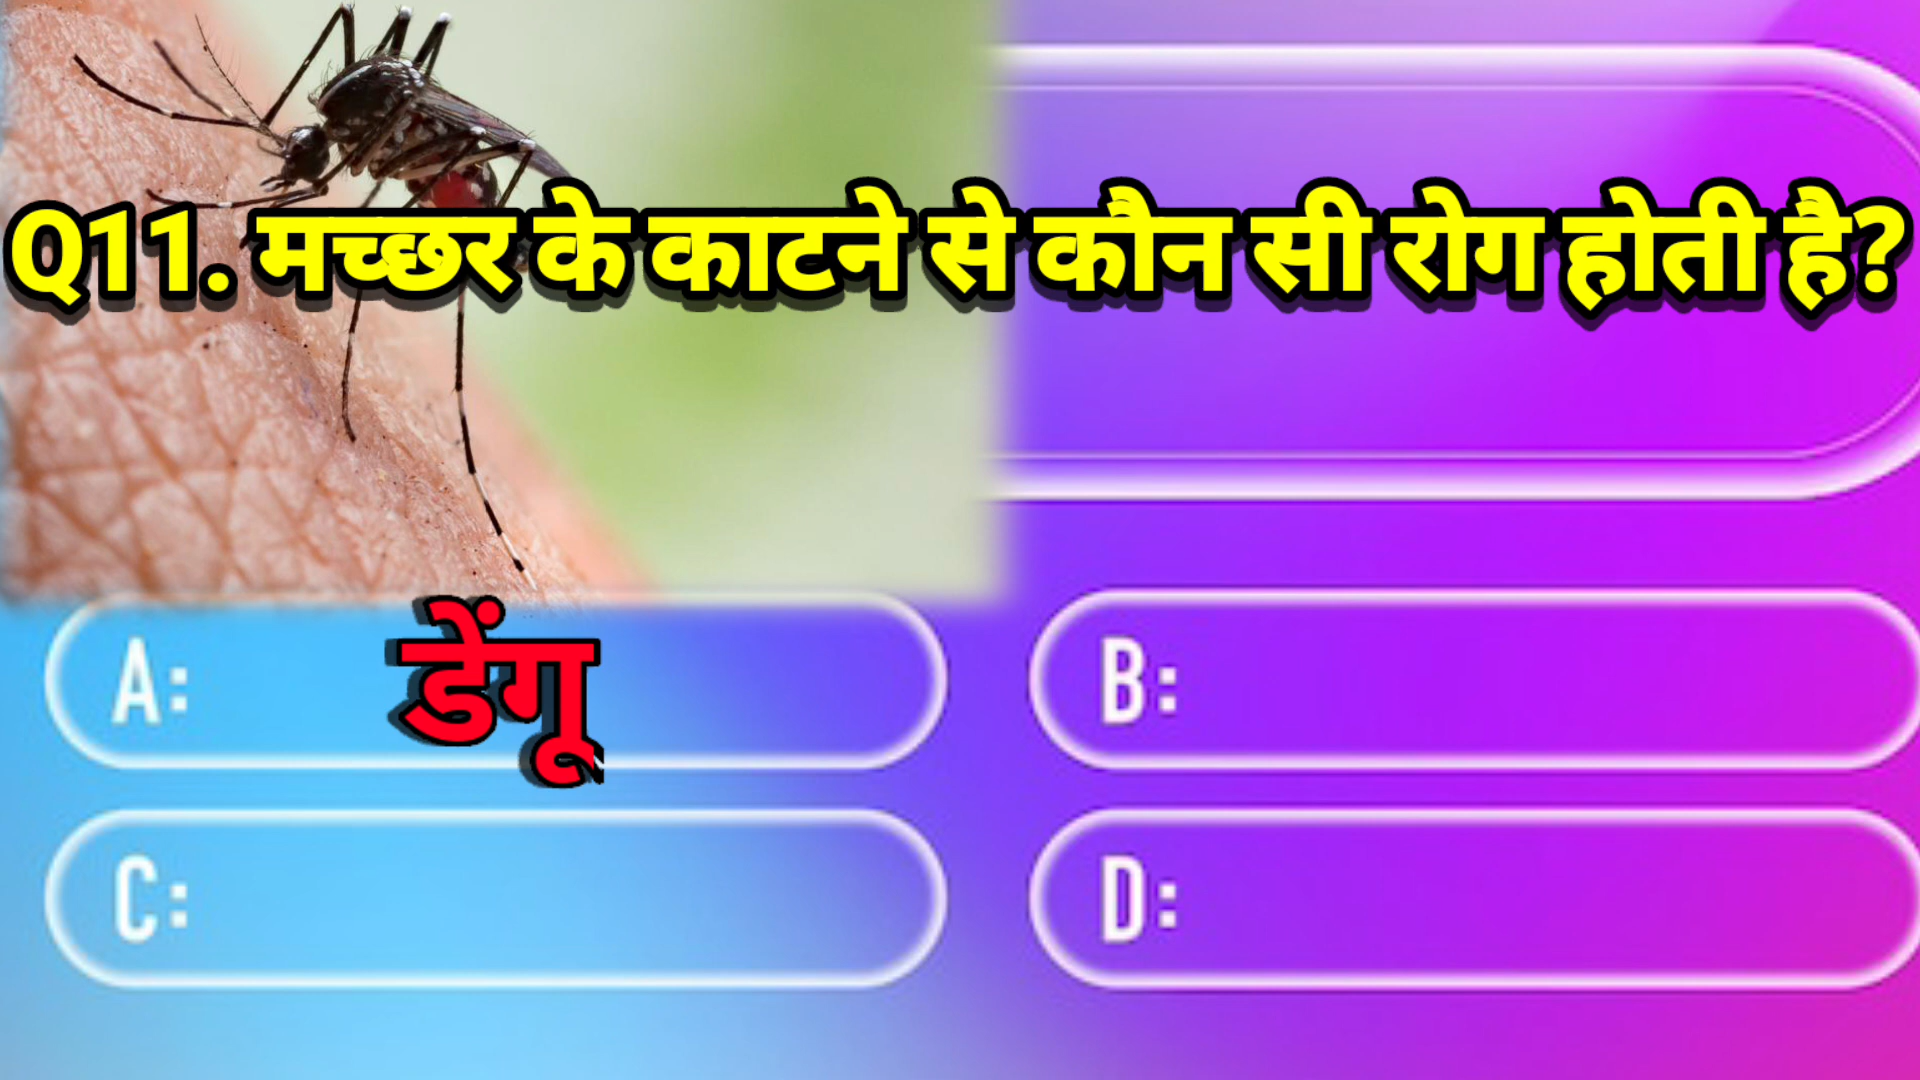 Q11. मच्छर के काटने से कौन सी रोग होती है?
A: डेंगू
B:
C:
D: